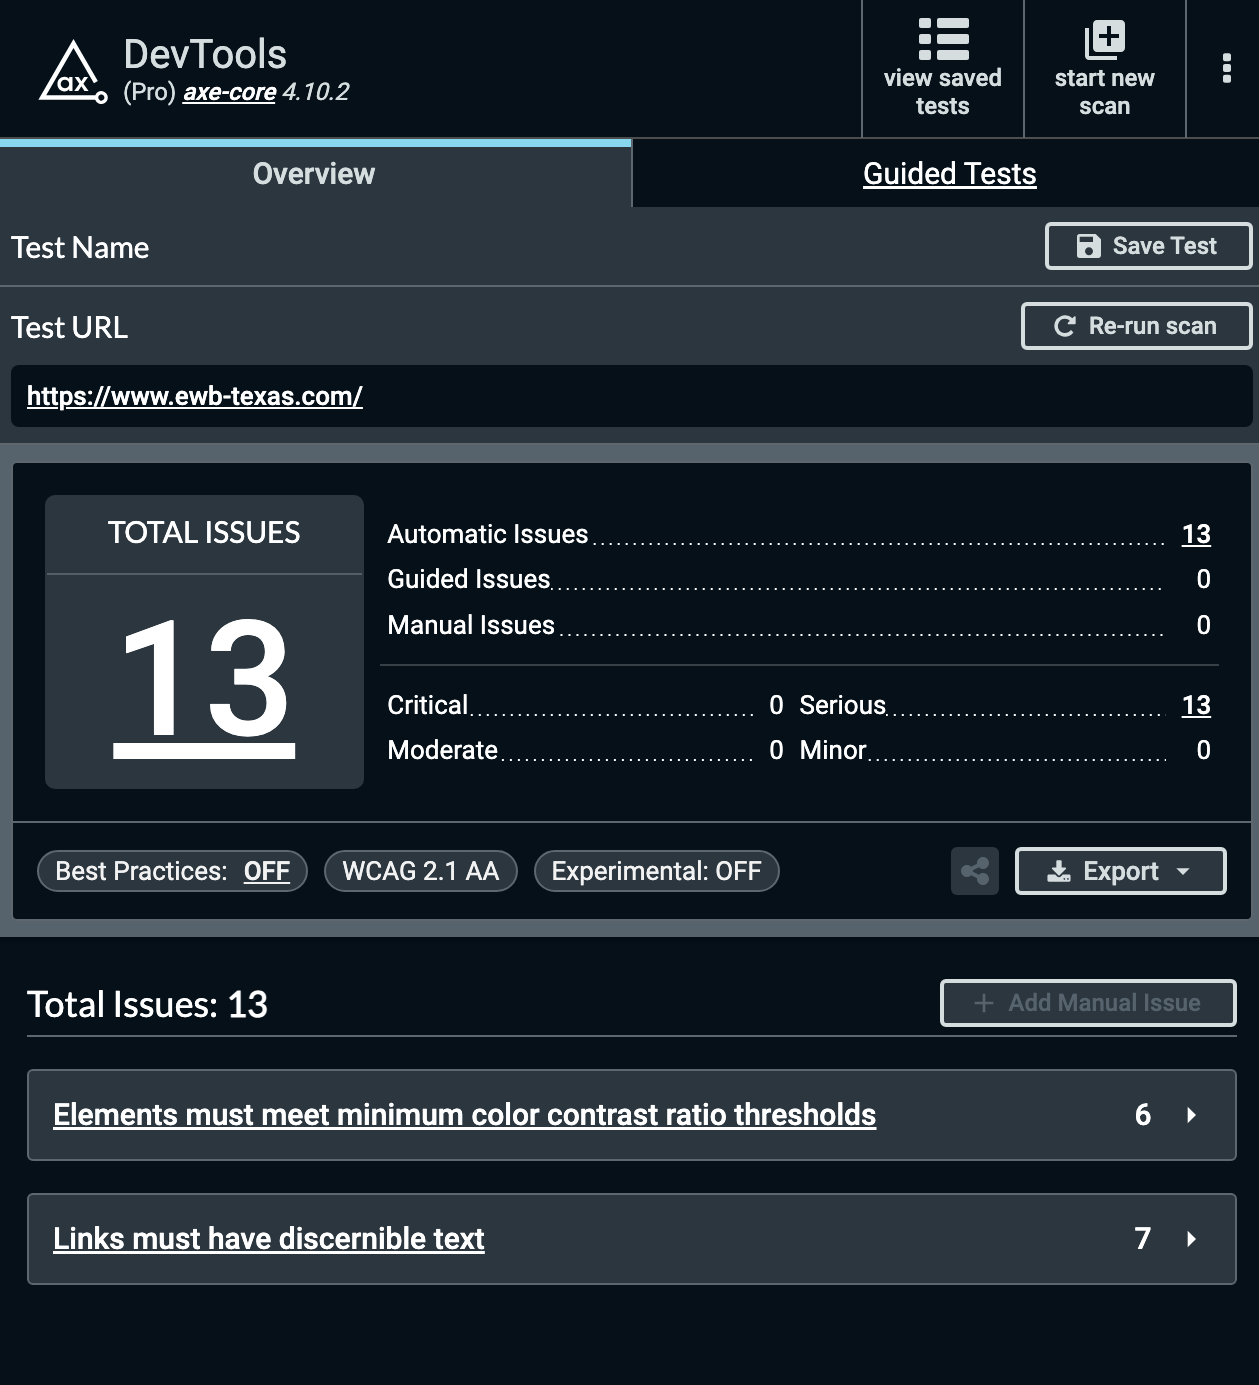 ax
DevTools
(Pro) axe-core 4.10.2
view saved
tests
start new
scan
Overview
Guided Tests
Test Name
Save Test
Test URL
Re-run scan
https://www.ewb-texas.com/
TOTAL ISSUES
13
Automatic Issues 13
Guided Issues 0
Manual Issues 0
Critical 0 Serious 13
Moderate 0 Minor 0
Best Practices: OFF
WCAG 2.1 AA
Experimental: OFF
Export
Total Issues: 13
+ Add Manual Issue
Elements must meet minimum color contrast ratio thresholds 6
Links must have discernible text 7